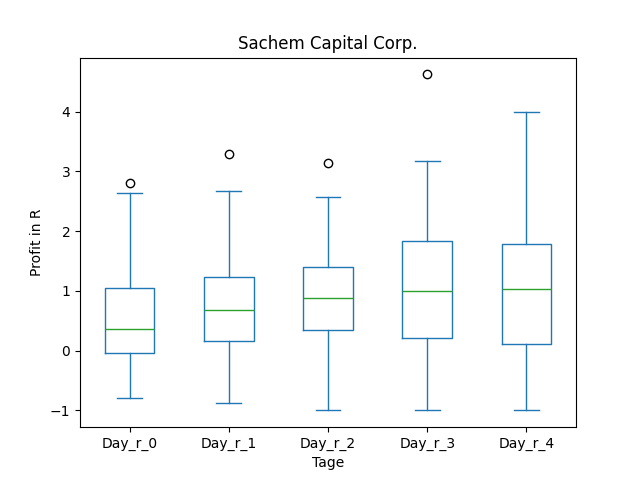 Sachem Capital Corp.
Profit in R
4
3
2
1
0
−1
Day_r_0 Day_r_1 Day_r_2 Day_r_3 Day_r_4
Tage